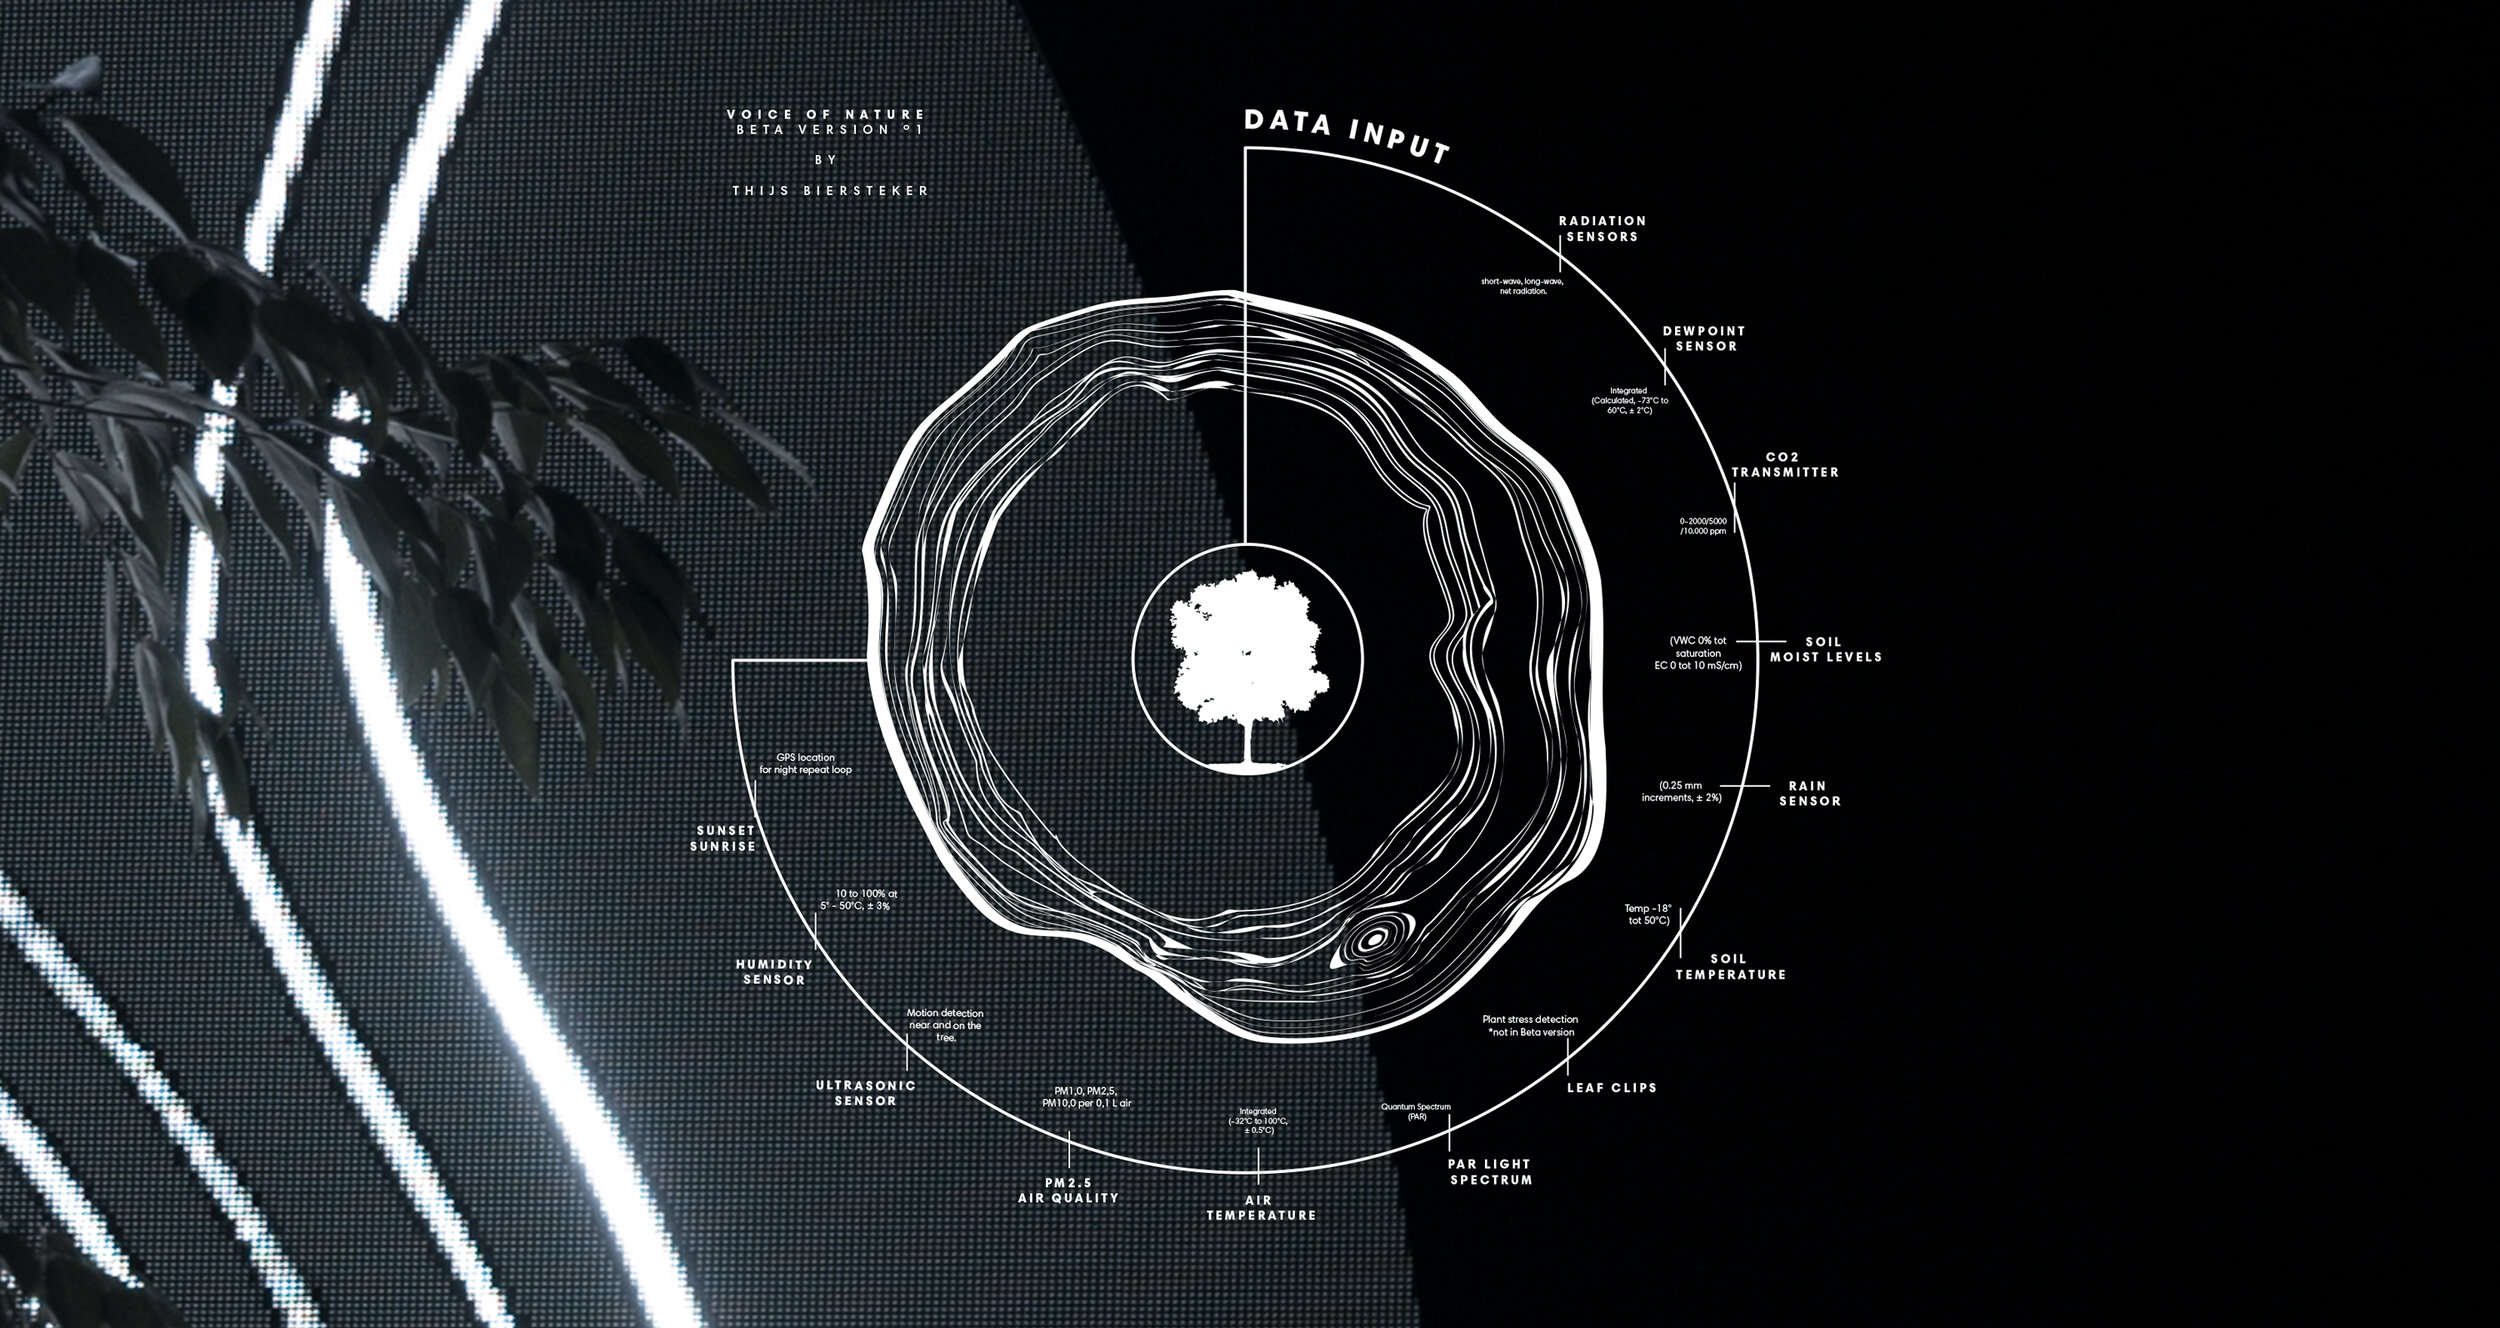 VOICE OF NATURE
BETA VERSION º1
BY
THIJS BIERSTEKER
DATA INPUT
RADIATION
SENSORS
short-wave, long-wave,
net radiation.
DEWPOINT
SENSOR
Integrated
(Calculated, -73°C to
60°C, ± 2°C)
CO2
TRANSMITTER
0-2000/5000
/10.000 ppm
(VWC 0% tot
saturation
EC 0 tot 10 mS/cm)
SOIL
MOIST LEVELS
(0.25 mm
increments, ± 2%)
RAIN
SENSOR
Temp -18°
tot 50°C)
SOIL
TEMPERATURE
Plant stress detection
*not in Beta version
LEAF CLIPS
Quantum Spectrum
(PAR)
PAR LIGHT
SPECTRUM
Integrated
(-32°C to 100°C,
± 0.5°C)
AIR
TEMPERATURE
PM1,0, PM2,5,
PM10,0 per 0,1 L air
PM2.5
AIR QUALITY
Motion detection
near and on the
tree.
ULTRASONIC
SENSOR
10 to 100% at
5° - 50°C, ± 3%
HUMIDITY
SENSOR
GPS location
for night repeat loop
SUNSET
SUNRISE